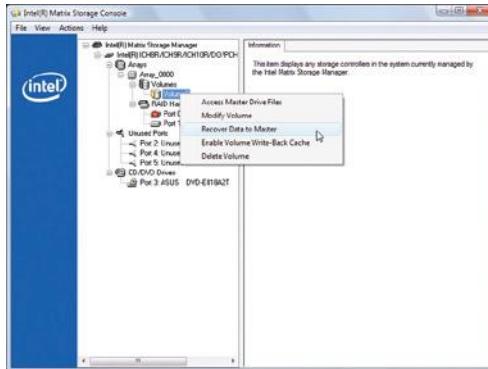 Intel(R) Matrix Storage Console
File View Actions Help
Intel(R) Matrix Storage Manager
Intel(R) ICH8R/ICH9R/ICH10R/DO/PCH
Arrays
Array_0000
Volumes
Volume
RAID Ha
Port
Port 1
Unused Ports
Port 2: Unuse
Port 4: Unuse
Port 5: Unuse
CD/DVD Drives
Port 3: ASUS DVD-E818A2T
Access Master Drive Files
Modify Volume
Recover Data to Master
Enable Volume Write-Back Cache
Delete Volume
Information
This item displays any storage controllers in the system currently managed by
the Intel Matrix Storage Manager.
intel